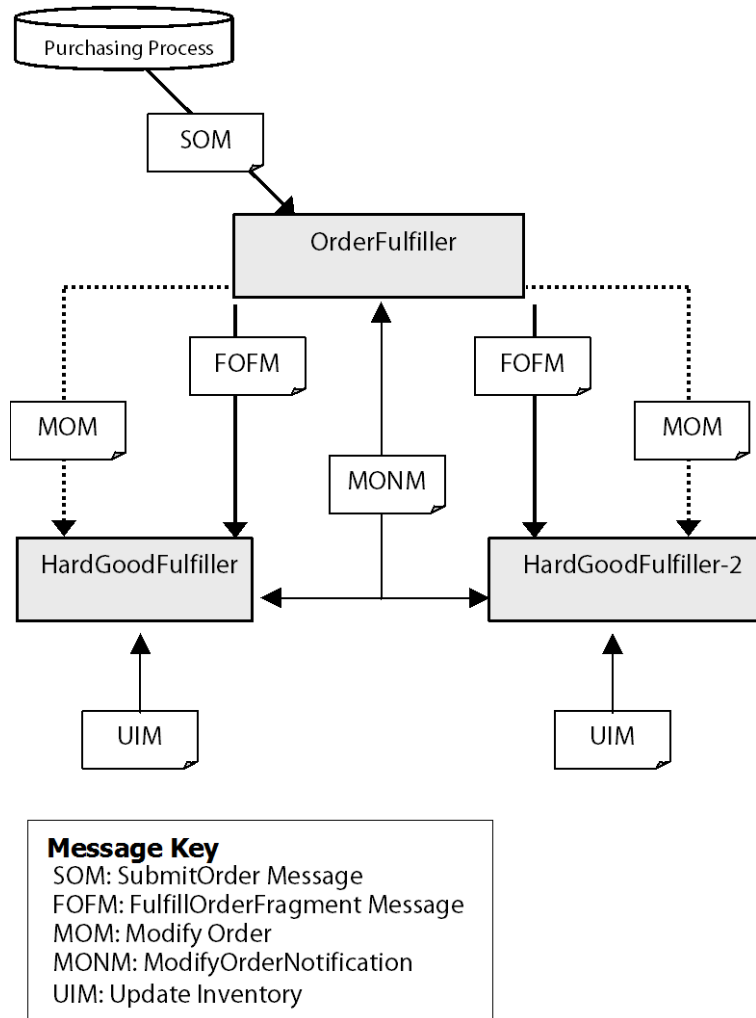 Purchasing Process
SOM
OrderFulfiller
FOFM
FOFM
MOM
MOM
MONM
HardGoodFulfiller
HardGoodFulfiller-2
UIM
UIM
Message Key
SOM: SubmitOrder Message
FOFM: FulfillOrderFragment Message
MOM: Modify Order
MONM: ModifyOrderNotification
UIM: Update Inventory